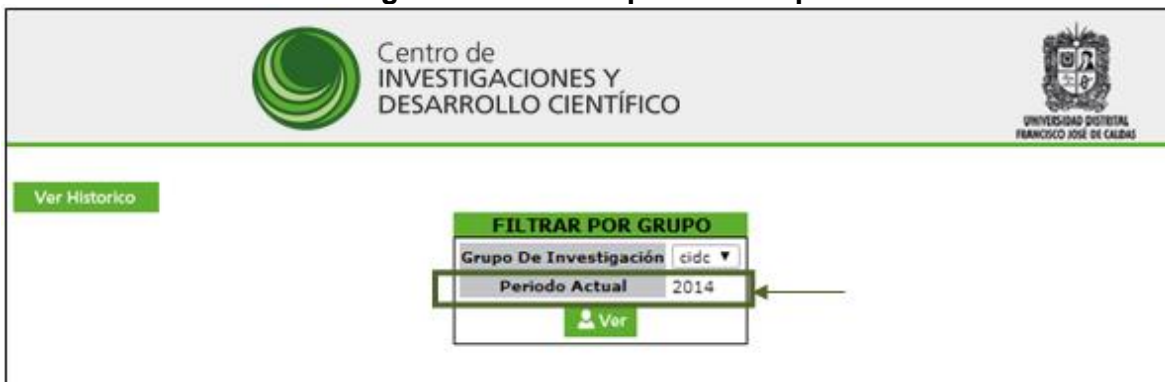 Centro de
INVESTIGACIONES Y
DESARROLLO CIENTÍFICO
UNIVERSIDAD DISTRITAL
FRANCISCO JOSÉ DE CALDAS
Ver Historico
FILTRAR POR GRUPO
Grupo De Investigación cidc
Periodo Actual 2014
Ver